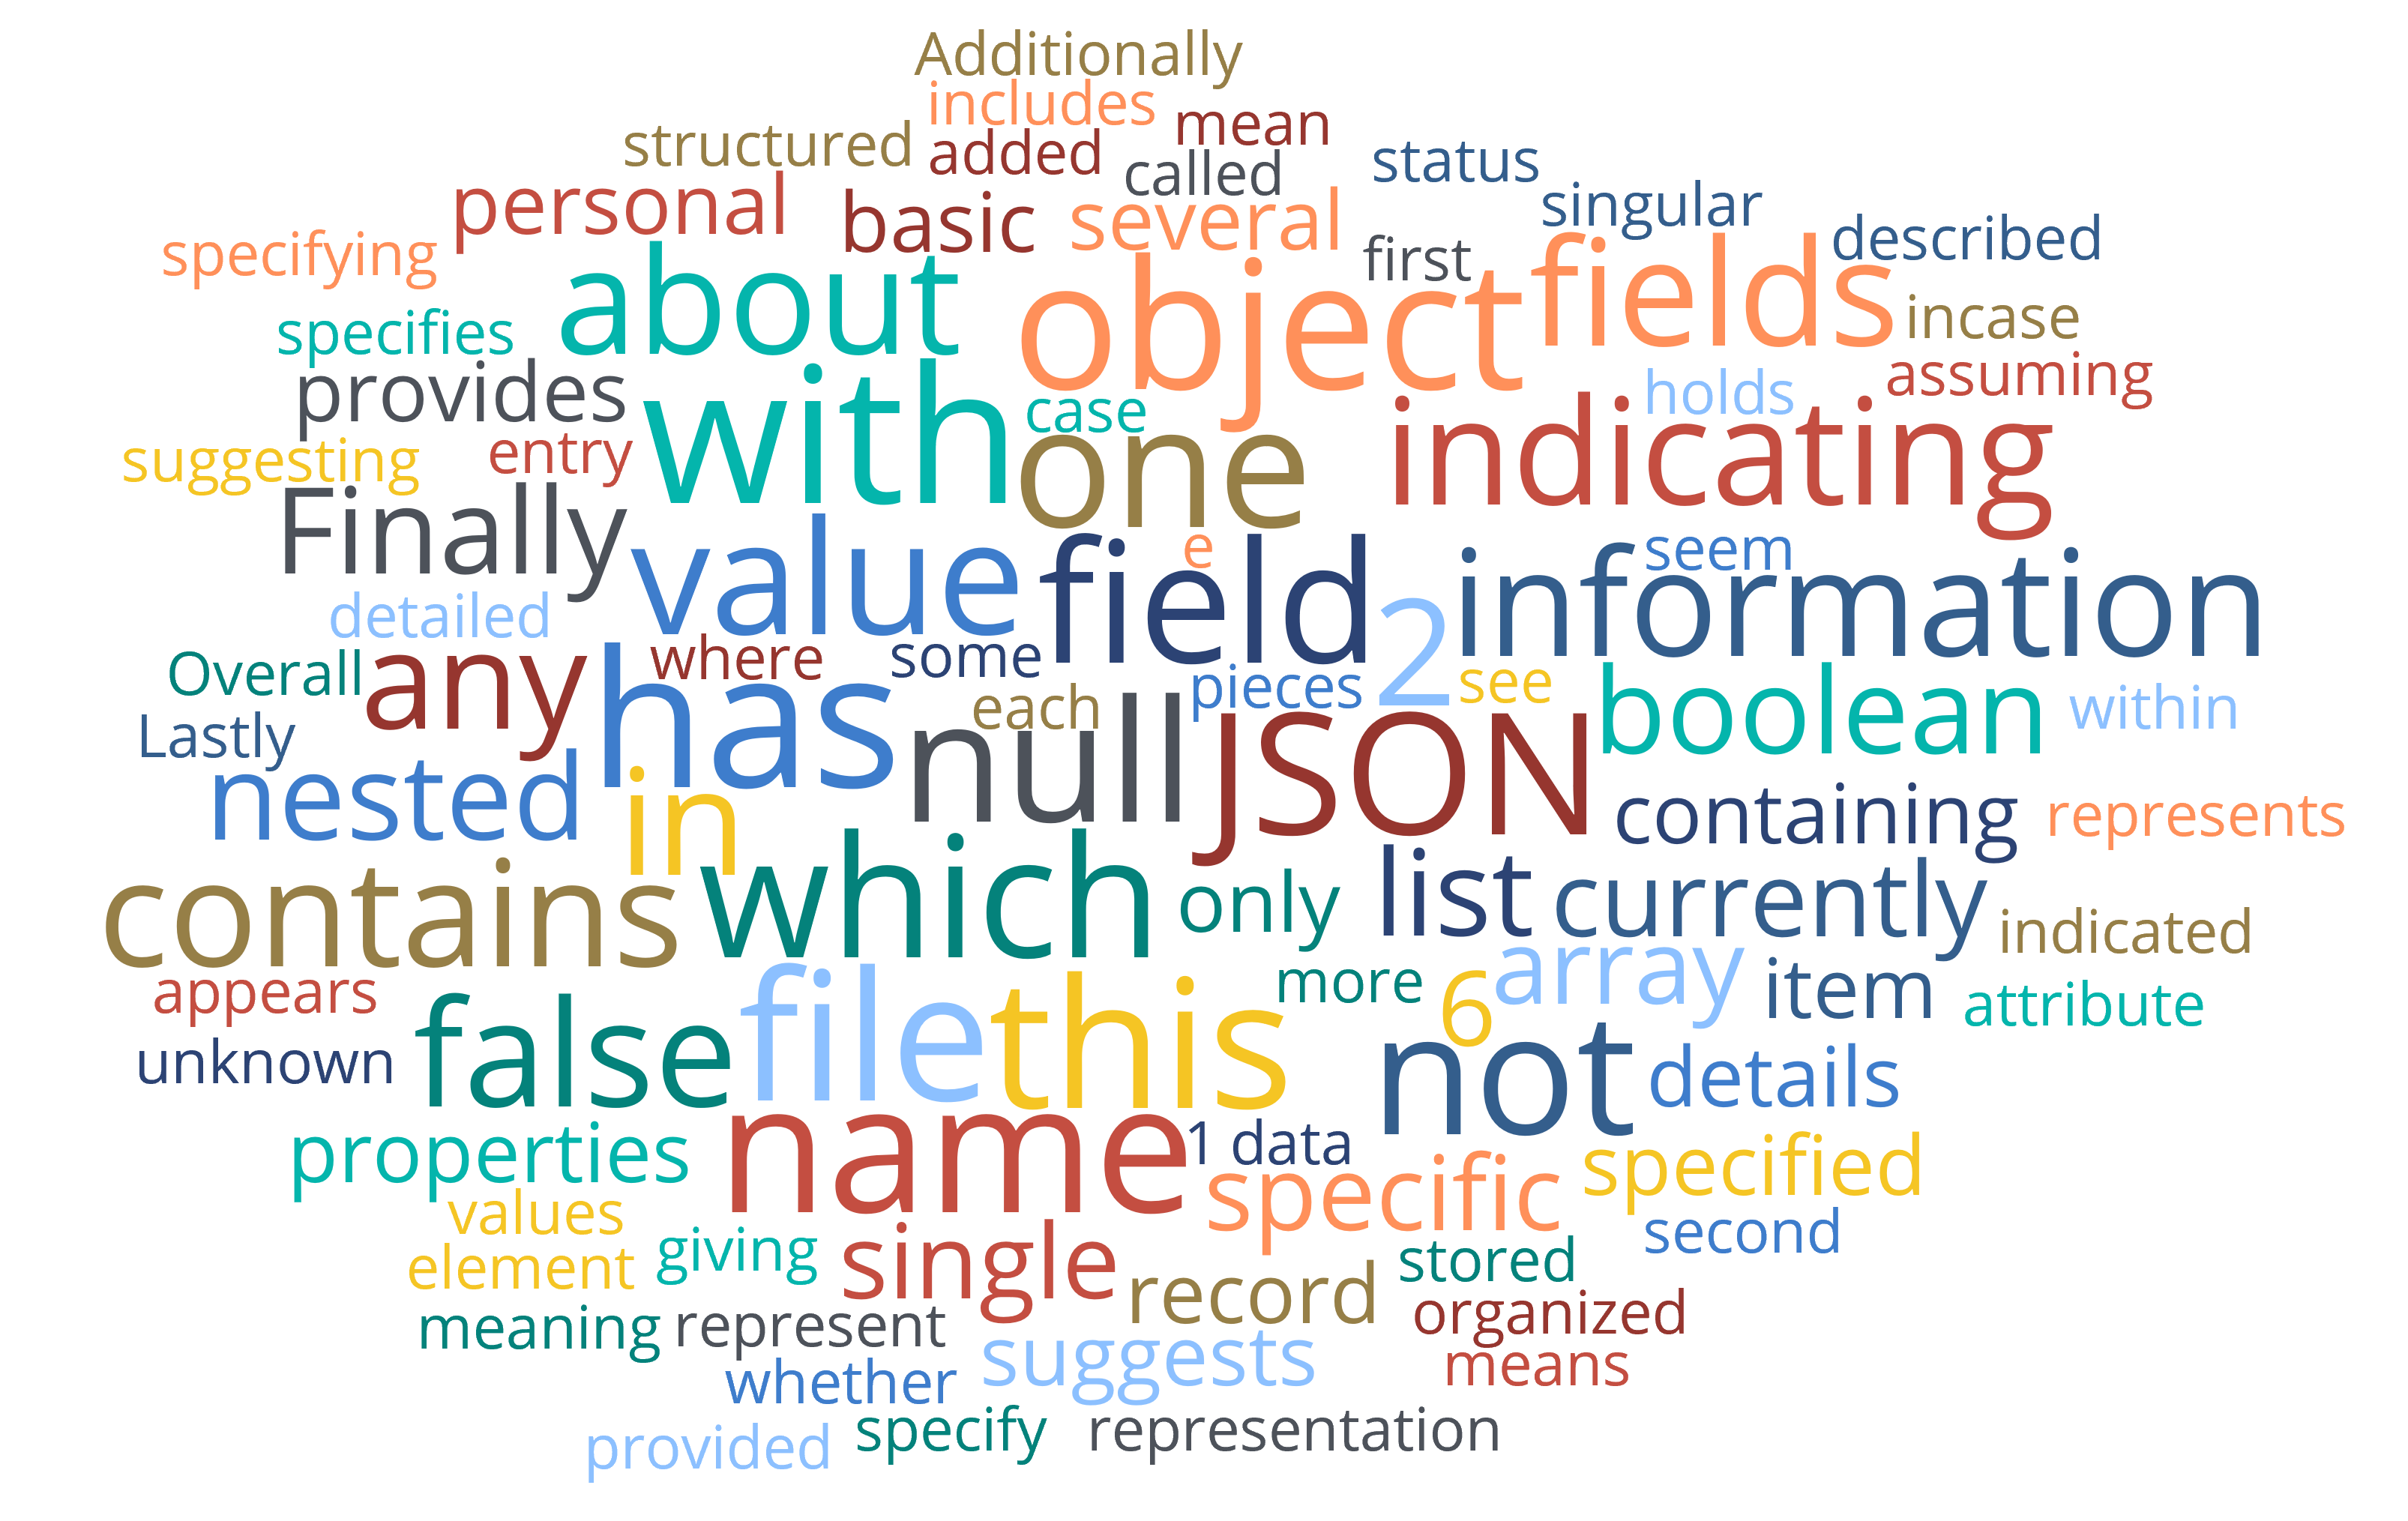 Additionally
includes
mean
structured
added
called
status
personal
basic
several
singular
specifying
first
described
about
object
fields
specifies
incase
provides
with
case
holds
assuming
suggesting
entry
one
indicating
Finally
value
field
e
seem
information
detailed
2
Overall
any
has
where
some
pieces
see
boolean
within
Lastly
each
null
JSON
nested
in
containing
represents
contains
which
only
list
currently
indicated
appears
more
6
array
item
attribute
unknown
false
file
this
not
details
properties
name
1
data
specific
specified
values
second
element
giving
single
record
stored
meaning
represent
organized
suggests
means
whether
provided
specify
representation